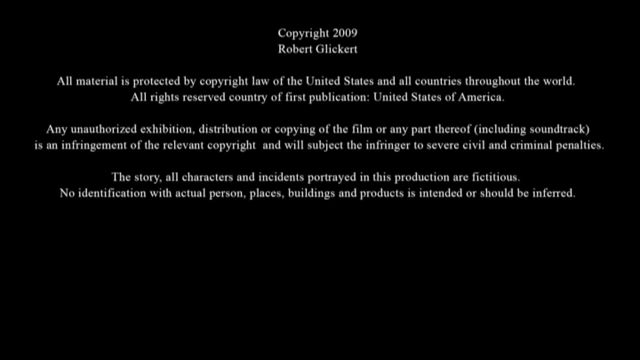 Copyright 2009
Robert Glickert
All material is protected by copyright law of the United States and all countries throughout the world.
All rights reserved country of first publication: United States of America.
Any unauthorized exhibition, distribution or copying of the film or any part thereof (including soundtrack)
is an infringement of the relevant copyright and will subject the infringer to severe civil and criminal penalties.
The story, all characters and incidents portrayed in this production are fictitious.
No identification with actual person, places, buildings and products is intended or should be inferred.